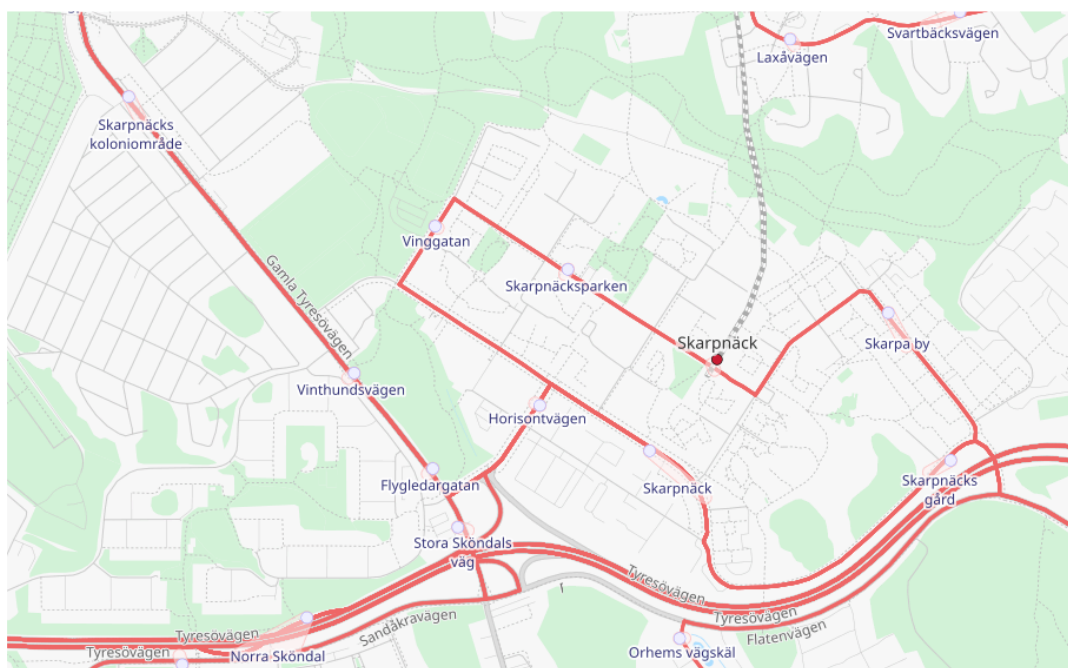 Svartbäcksvägen
Laxåvägen
Skarpnäcks
koloniområde
Vinggatan
Skarpnäcksparken
Gamla Tyresövägen
Skarpnäck
Skarpa by
Vinthundsvägen
Horisontvägen
Flygledargatan
Skarpnäck
Skarpnäcks
gård
Stora Sköndals
väg
Tyresövägen
Tyresövägen
Sandåkravägen
Tyresövägen
Flatenvägen
Tyresövägen
Norra Sköndal
Orhems vägskäl